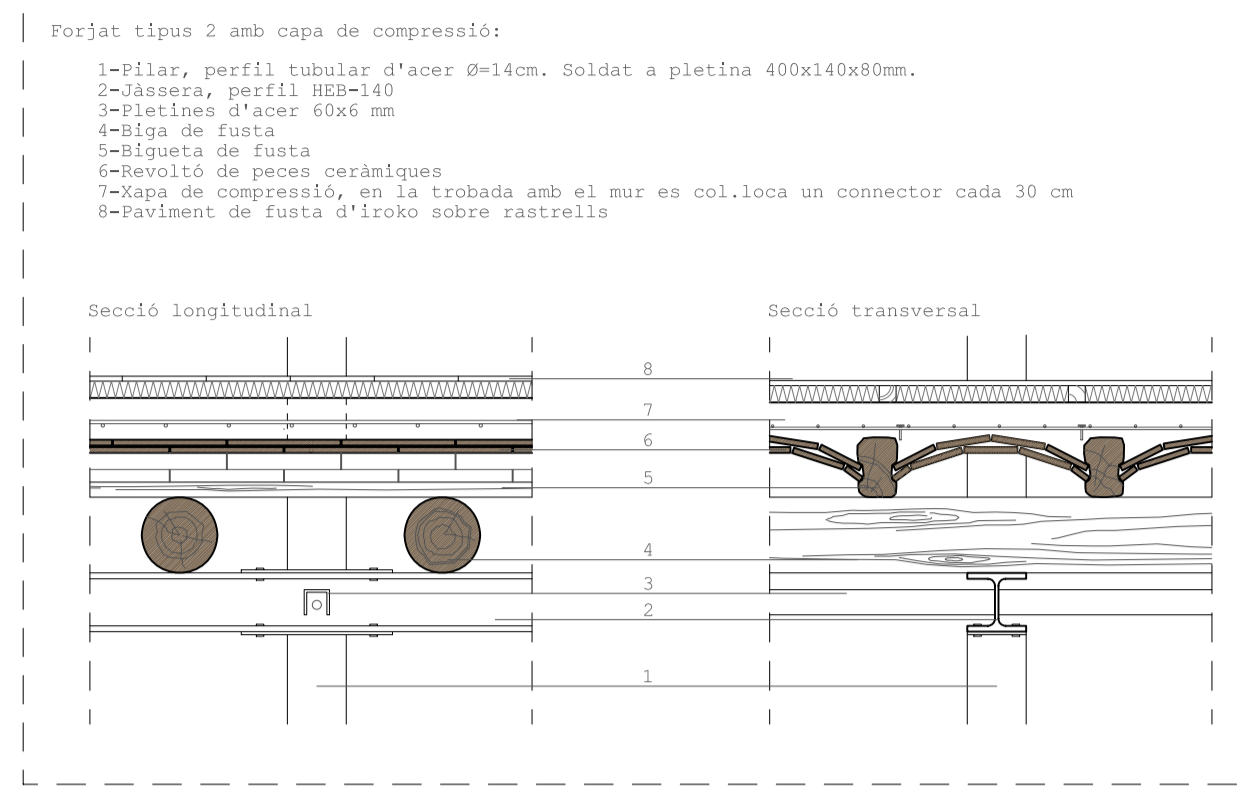 Forjat tipus 2 amb capa de compressió:
1-Pilar, perfil tubular d'acer Ø=14cm. Soldat a pletina 400x140x80mm.
2-Jàssera, perfil HEB-140
3-Pletines d'acer 60x6 mm
4-Biga de fusta
5-Bigueta de fusta
6-Revoltó de peces ceràmiques
7-Xapa de compressió, en la trobada amb el mur es col.loca un connector cada 30 cm
8-Paviment de fusta d'iroko sobre rastrells
Secció longitudinal
Secció transversal
8
7
6
5
4
3
2
1